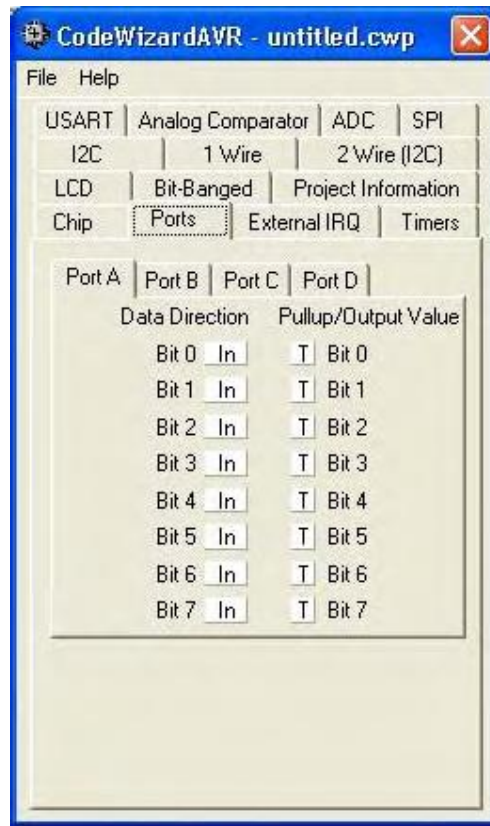 CodeWizardAVR - untitled.cwp
File Help
USART Analog Comparator ADC SPI
I2C 1 Wire 2 Wire (I2C)
LCD Bit-Banged Project Information
Chip Ports External IRQ Timers
Port A Port B Port C Port D
Data Direction Pullup/Output Value
Bit 0 In T Bit 0
Bit 1 In T Bit 1
Bit 2 In T Bit 2
Bit 3 In T Bit 3
Bit 4 In T Bit 4
Bit 5 In T Bit 5
Bit 6 In T Bit 6
Bit 7 In T Bit 7